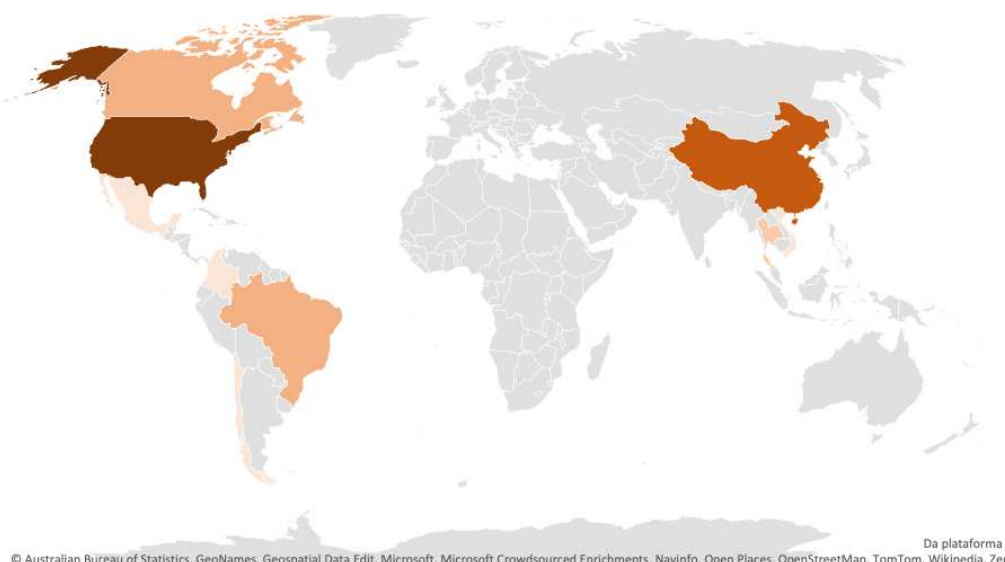 Da plataforma
© Australian Bureau of Statistics, GeoNames, Geospatial Data Edit, Microsoft, Microsoft Crowdsourced Enrichments, Navinfo, Open Places, OpenStreetMap, TomTom, Wikipedia,